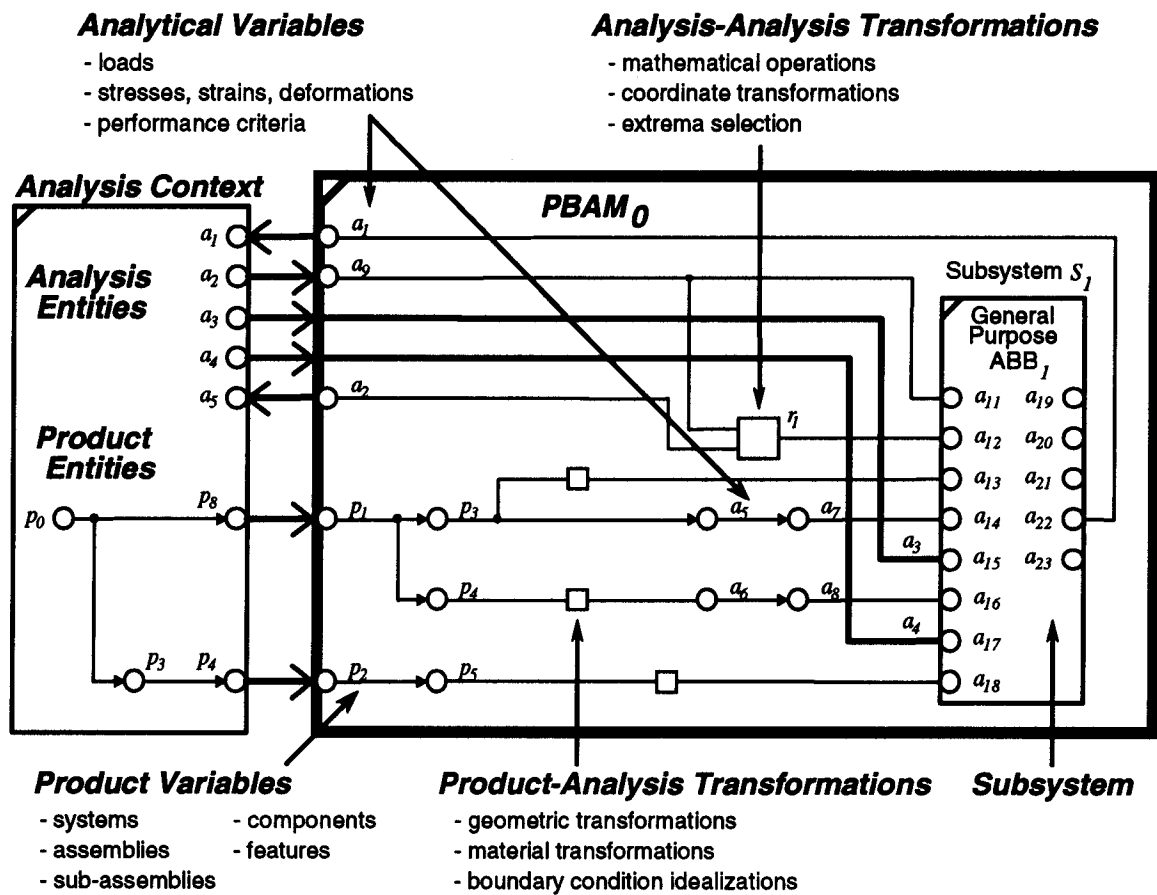 Analytical Variables
- loads
- stresses, strains, deformations
- performance criteria
Analysis-Analysis Transformations
- mathematical operations
- coordinate transformations
- extrema selection
Analysis Context
a1
a2
a3
a4
a5
Analysis
Entities
Product
Entities
p0
p8
p3
p4
PBAM0
a1
a9
a2
r1
p1
p3
a5
a7
p4
a6
a8
p2
p5
a3
a4
Subsystem S1
General
Purpose
ABB1
a11
a19
a12
a20
a13
a21
a14
a22
a15
a23
a16
a17
a18
Product Variables
- systems
- components
- assemblies
- features
- sub-assemblies
Product-Analysis Transformations
- geometric transformations
- material transformations
- boundary condition idealizations
Subsystem